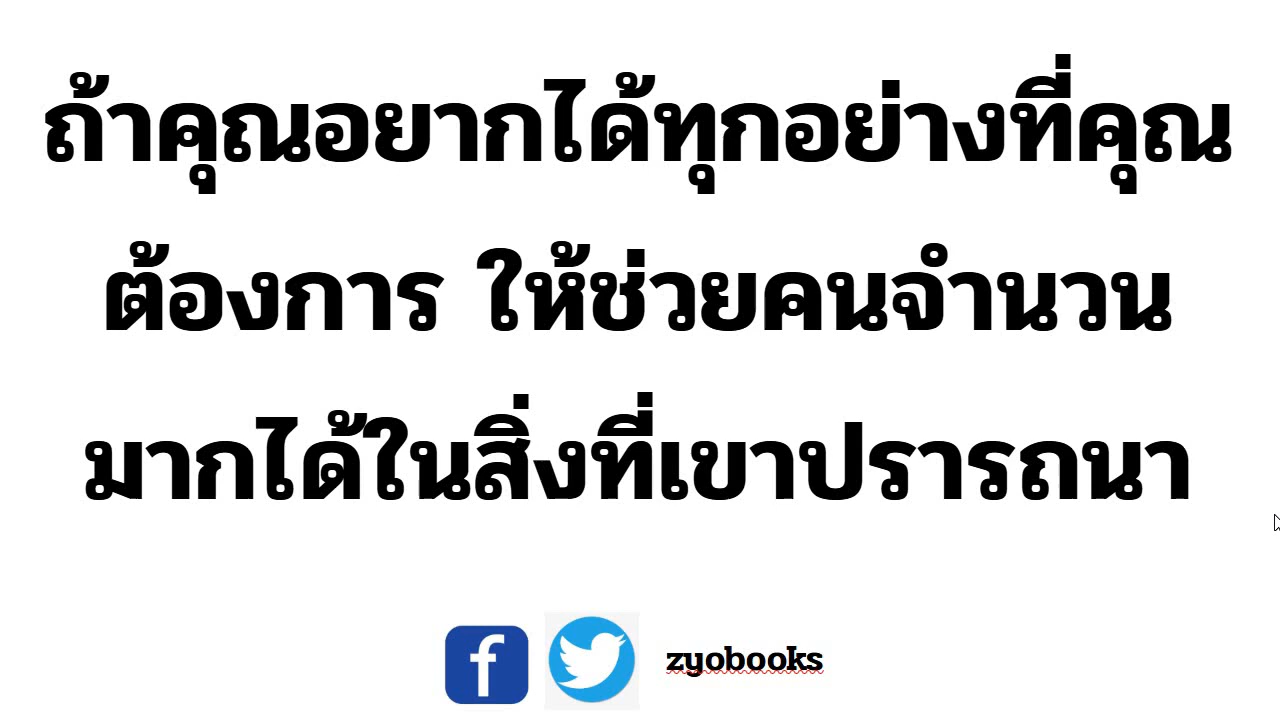 ถ้าคุณอยากได้ทุกอย่างที่คุณ
ต้องการ ให้ช่วยคนจำนวน
มากได้ในสิ่งที่เขาปรารถนา
zyobooks